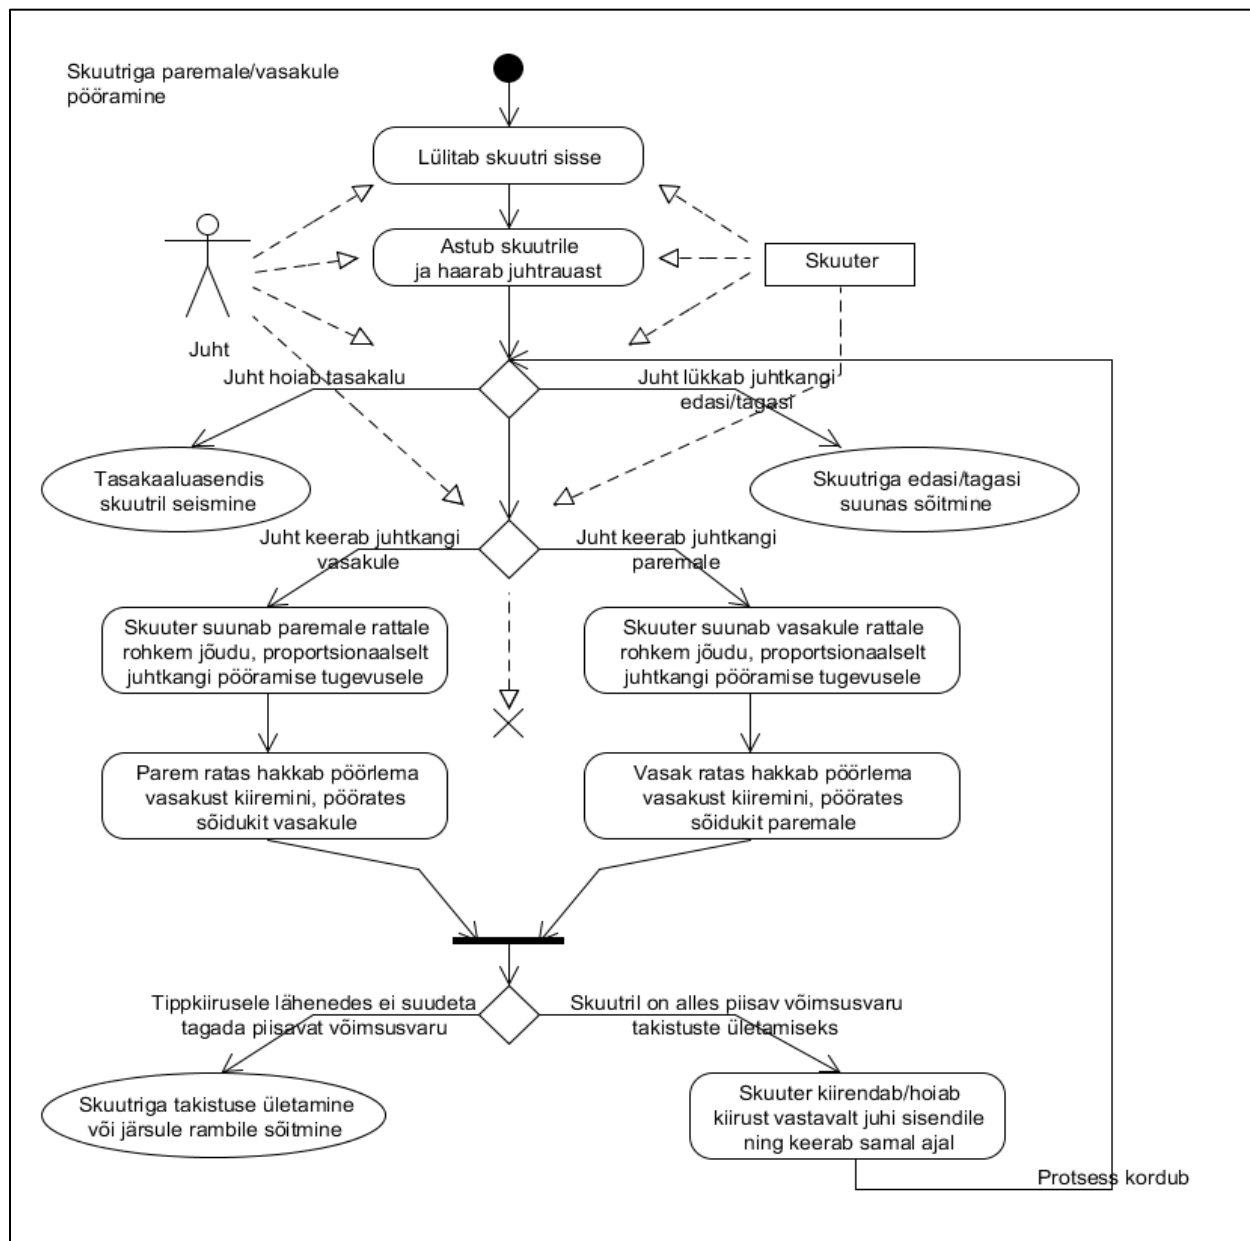 Skuutriga paremale/vasakule
pööramine
Lülitab skuutri sisse
Astub skuutrile
ja haarab juhtrauast
Skuuter
Juht
Juht hoiab tasakalu
Juht lükkab juhtkangi
edasi/tagasi
Tasakaaluasendis
skuutril seismine
Skuutriga edasi/tagasi
suunas sõitmine
Juht keerab juhtkangi
vasakule
Juht keerab juhtkangi
paremale
Skuuter suunab paremale rattale
rohkem jõudu, proportsionaalselt
juhtkangi pööramise tugevusele
Skuuter suunab vasakule rattale
rohkem jõudu, proportsionaalselt
juhtkangi pööramise tugevusele
Parem ratas hakkab pöörlema
vasakust kiiremini, pöörates
sõidukit vasakule
Vasak ratas hakkab pöörlema
vasakust kiiremini, pöörates
sõidukit paremale
Tippkiirusele lähenedes ei suudeta
tagada piisavat võimsusvaru
Skuutril on alles piisav võimsusvaru
takistuste ületamiseks
Skuutriga takistuse ületamine
või järsule rambile sõitmine
Skuuter kiirendab/hoiab
kiirust vastavalt juhi sisendile
ning keerab samal ajal
Protsess kordub